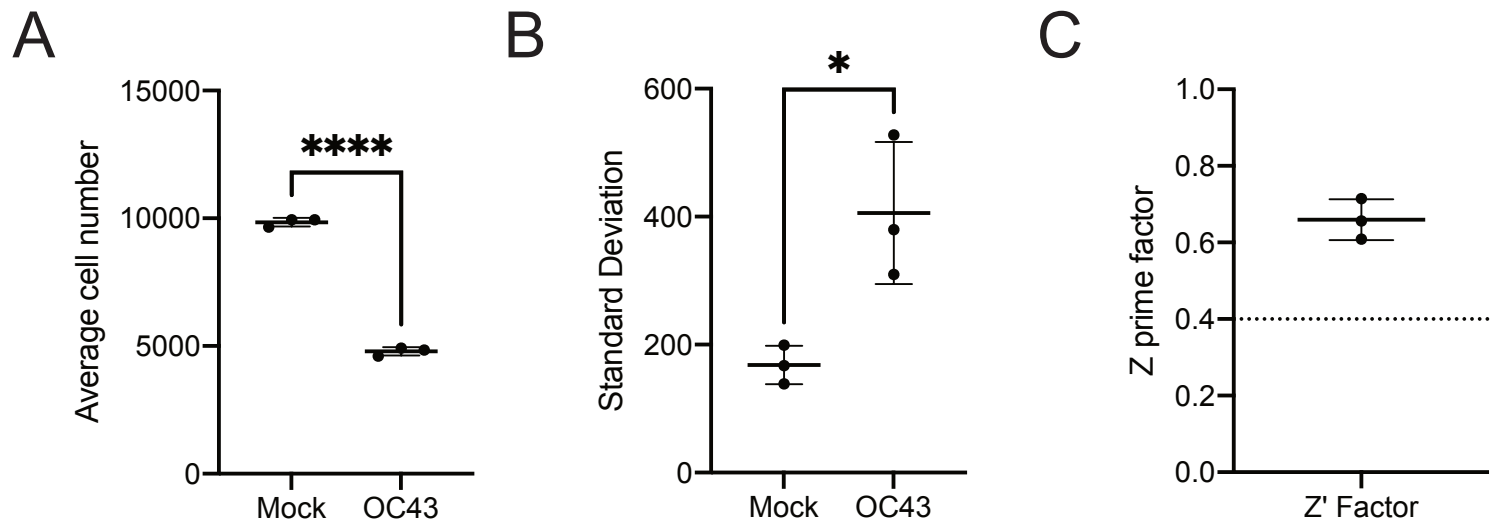 A
B
C
Average cell number
15000
10000
5000
0
****
Mock OC43
Standard Deviation
600
400
200
0
*
Mock OC43
Z prime factor
1.0
0.8
0.6
0.4
0.2
0.0
Z' Factor